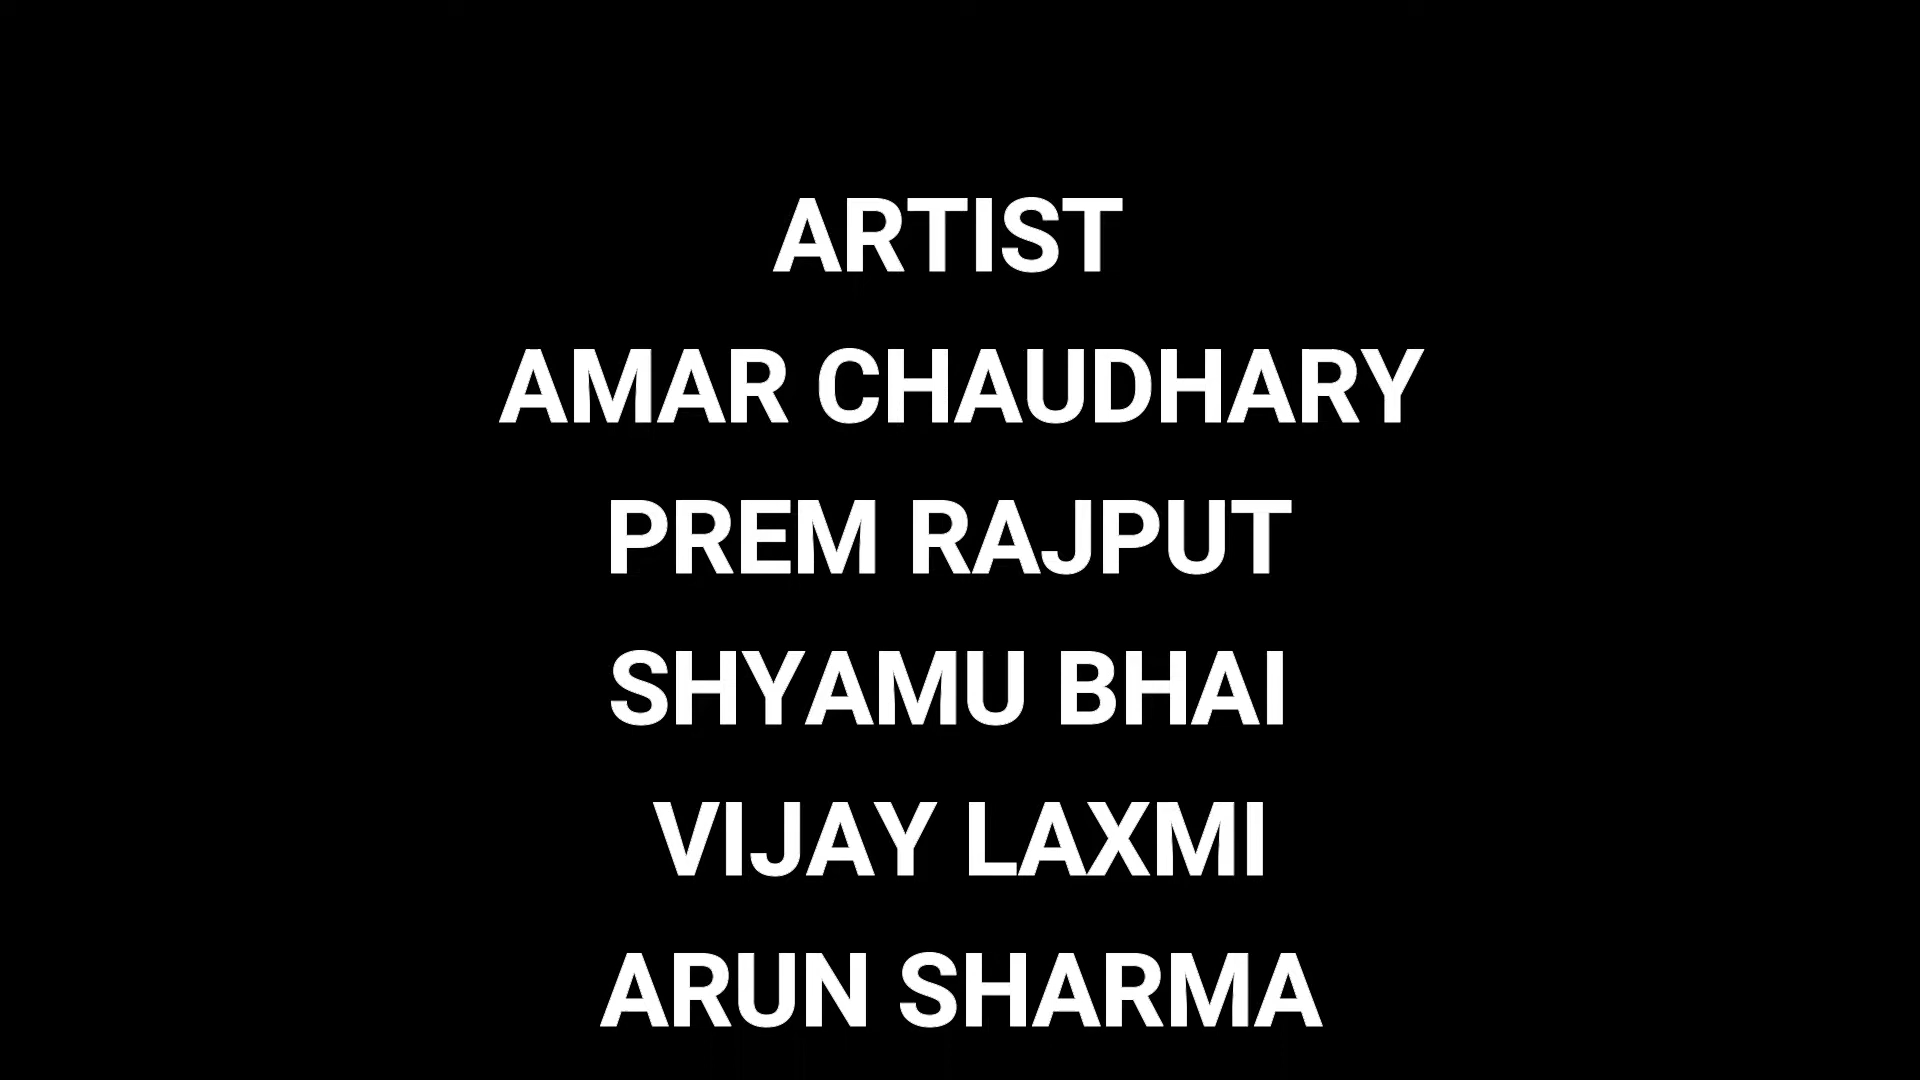 ARTIST
AMAR CHAUDHARY
PREM RAJPUT
SHYAMU BHAI
VIJAY LAXMI
ARUN SHARMA